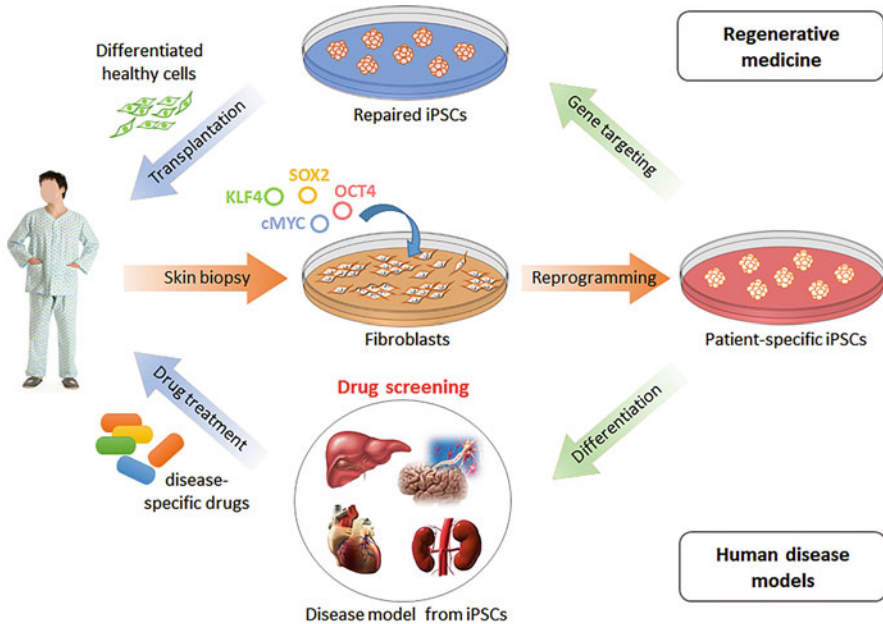 Differentiated
healthy cells
Repaired iPSCs
Regenerative
medicine
Transplantation
Gene targeting
SOX2
KLF4
OCT4
cMYC
Skin biopsy
Reprogramming
Fibroblasts
Patient-specific iPSCs
Drug treatment
Drug screening
Differentiation
disease-
specific drugs
Human disease
models
Disease model from iPSCs